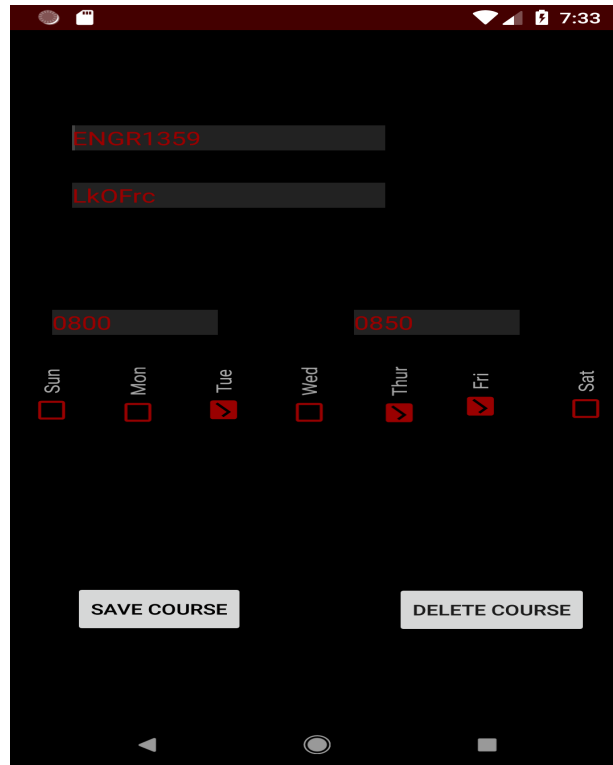 7:33
ENGR1359
LkOFrc
0800 0850
Sun Mon Tue Wed Thur Fri Sat
SAVE COURSE DELETE COURSE